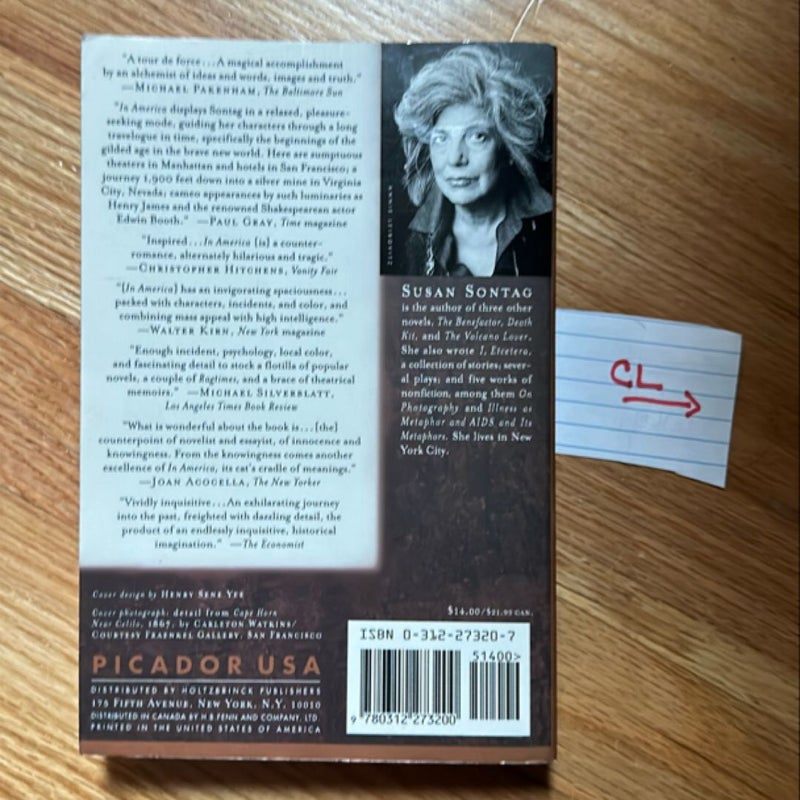 "A tour de force...A magical accomplishment
by an alchemist of ideas and words, images and truth."
—MICHAEL PAKENHAM, The Baltimore Sun
"In America displays Sontag in a relaxed, pleasure-
seeking mode, guiding her characters through a long
travelogue in time, specifically the beginnings of the
gilded age in the brave new world. Here are sumptuous
theaters in Manhattan and hotels in San Francisco; a
journey 1,900 feet down into a silver mine in Virginia
City, Nevada; cameo appearances by such luminaries as
Henry James and the renowned Shakespearean actor
Edwin Booth." —PAUL GRAY, Time magazine
"Inspired...In America [is] a counter-
romance, alternately hilarious and tragic."
—CHRISTOPHER HITCHENS, Vanity Fair
"[In America] has an invigorating spaciousness...
packed with characters, incidents, and color, and
combining mass appeal with high intelligence."
—WALTER KIRN, New York magazine
"Enough incident, psychology, local color,
and fascinating detail to stock a flotilla of popular
novels, a couple of Ragtimes, and a brace of theatrical
memoirs." —MICHAEL SILVERBLATT,
Los Angeles Times Book Review
"What is wonderful about the book is...[the]
counterpoint of novelist and essayist, of innocence and
knowingness. From the knowingness comes another
excellence of In America, its cat's cradle of meanings."
—JOAN ACOCELLA, The New Yorker
"Vividly inquisitive...An exhilarating journey
into the past, freighted with dazzling detail, the
product of an endlessly inquisitive, historical
imagination." —The Economist
SUSAN SONTAG
is the author of three other
novels, The Benefactor, Death
Kit, and The Volcano Lover.
She also wrote I, Etcetera,
a collection of stories; sever-
al plays; and five works of
nonfiction, among them On
Photography and Illness as
Metaphor and AIDS and Its
Metaphors. She lives in New
York City.
CL
Cover design by HENRY SENE YEE
Cover photograph: detail from Cape Horn
Near Celilo, 1867, by CARLETON WATKINS/
COURTESY FRAENKEL GALLERY, SAN FRANCISCO
PICADOR USA
DISTRIBUTED BY HOLTZBRINCK PUBLISHERS
175 FIFTH AVENUE, NEW YORK, N.Y. 10010
DISTRIBUTED IN CANADA BY H.B. FENN AND COMPANY, LTD.
PRINTED IN THE UNITED STATES OF AMERICA
$14.00/$21.95 CAN.
ISBN 0-312-27320-7
51400>
9 780312 273200